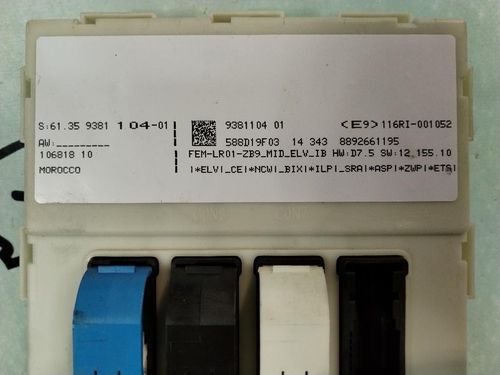 S:61.35 9381 104-01 9381104 01 <E9>116RI-001052
AW:_________ 588D19F03 14 343 8892661195
106818 10 FEM-LR01-ZB9_MID_ELV_IB HW:D7.5 SW:12.155.10
MOROCCO |*ELV|_CE|*NCW|_BIX|*ILP|_SRA|*ASP|*ZWP|*ETS|